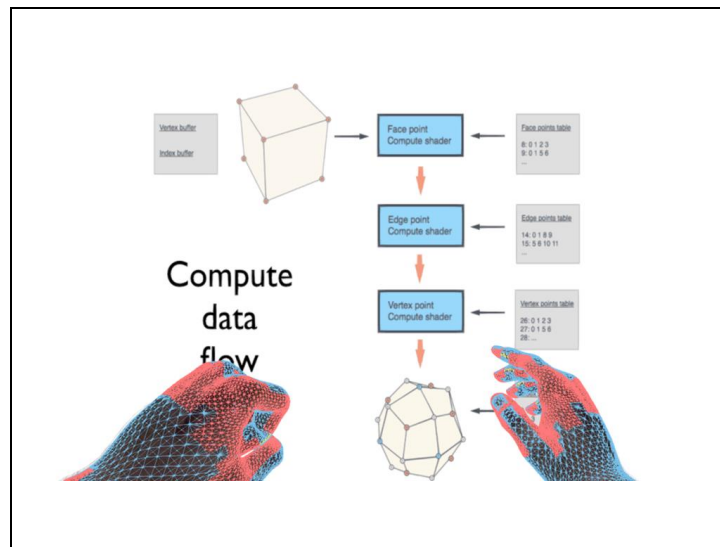 Vertex buffer
Index buffer
Face point
Compute shader
Face points table
8: 0 1 2 3
9: 0 1 5 6
...
Edge point
Compute shader
Edge points table
14: 0 1 8 9
15: 5 6 10 11
...
Compute
data
flow
Vertex point
Compute shader
Vertex points table
26: 0 1 2 3
27: 0 1 5 6
28: ...